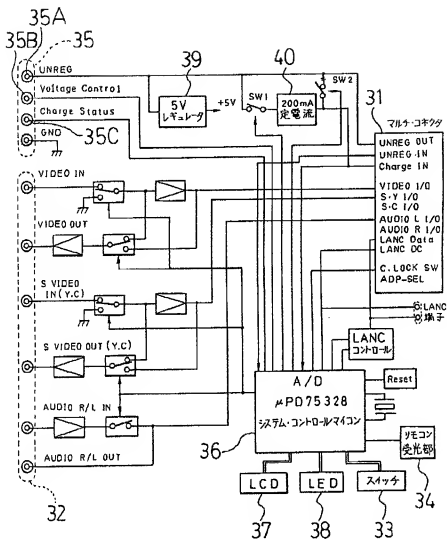 35A
35B
35
39
40
31
UNREG
Voltage Control
Charge Status
35C
GND
5V
レギュレータ
+5V
SW1
200mA
定電流
SW2
マルチ・コネクタ
UNREG OUT
UNREG IN
Charge IN
VIDEO I/O
S・Y I/O
S・C I/O
AUDIO L I/O
AUDIO R I/O
LANC Data
LANC DC
C.LOCK SW
ADP-SEL
VIDEO IN
VIDEO OUT
S VIDEO
IN(Y.C)
S VIDEO OUT(Y.C)
AUDIO R/L IN
AUDIO R/L OUT
LANC
端子
LANC
コントロール
A/D
μPD75328
システム・コントロールマイコン
Reset
リモコン
受光部
36
34
32
LCD
LED
スイッチ
37
38
33